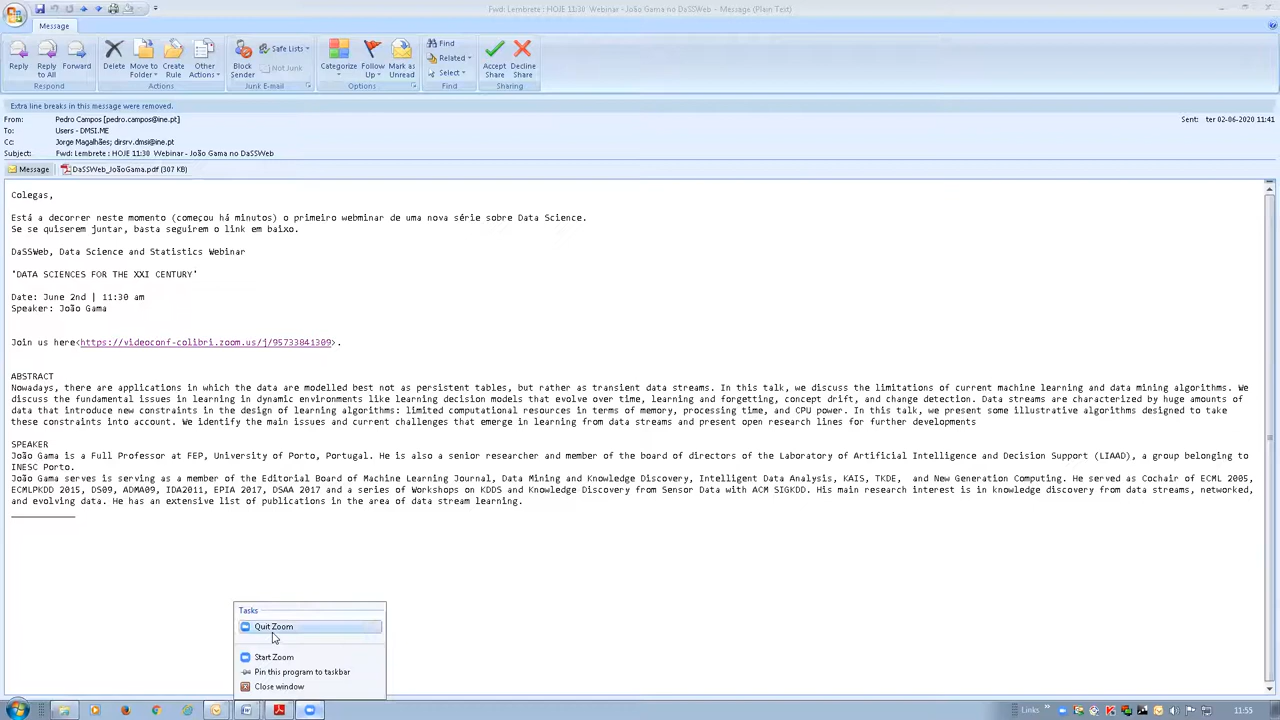 Fwd: Lembrete : HOJE 11:30 Webinar - João Gama no DaSSWeb - Message (Plain Text)
Message
Reply
Reply to All
Forward
Delete
Move to Folder
Create Rule
Other Actions
Block Sender
Safe Lists
Not Junk
Categorize
Follow Up
Mark as Unread
Find
Related
Select
Accept Share
Decline Share
Respond
Actions
Junk E-mail
Options
Find
Sharing
Extra line breaks in this message were removed.
From: Pedro Campos [pedro.campos@ine.pt]
Sent: ter 02-06-2020 11:41
To: Users - DMSI.ME
Cc: Jorge Magalhães; dirsrv.dmsi@ine.pt
Subject: Fwd: Lembrete : HOJE 11:30 Webinar - João Gama no DaSSWeb
Message DaSSWeb_JoãoGama.pdf (307 KB)
Colegas,
Está a decorrer neste momento (começou há minutos) o primeiro webminar de uma nova série sobre Data Science.
Se se quiserem juntar, basta seguirem o link em baixo.
DaSSWeb, Data Science and Statistics Webinar
'DATA SCIENCES FOR THE XXI CENTURY'
Date: June 2nd | 11:30 am
Speaker: João Gama
Join us here<https://videoconf-colibri.zoom.us/j/95733841309>.
ABSTRACT
Nowadays, there are applications in which the data are modelled best not as persistent tables, but rather as transient data streams. In this talk, we discuss the limitations of current machine learning and data mining algorithms. We
discuss the fundamental issues in learning in dynamic environments like learning decision models that evolve over time, learning and forgetting, concept drift, and change detection. Data streams are characterized by huge amounts of
data that introduce new constraints in the design of learning algorithms: limited computational resources in terms of memory, processing time, and CPU power. In this talk, we present some illustrative algorithms designed to take
these constraints into account. We identify the main issues and current challenges that emerge in learning from data streams and present open research lines for further developments
SPEAKER
João Gama is a Full Professor at FEP, University of Porto, Portugal. He is also a senior researcher and member of the board of directors of the Laboratory of Artificial Intelligence and Decision Support (LIAAD), a group belonging to
INESC Porto.
João Gama serves is serving as a member of the Editorial Board of Machine Learning Journal, Data Mining and Knowledge Discovery, Intelligent Data Analysis, KAIS, TKDE, and New Generation Computing. He served as Cochair of ECML 2005,
ECMLPKDD 2015, DS09, ADMA09, IDA2011, EPIA 2017, DSAA 2017 and a series of Workshops on KDDS and Knowledge Discovery from Sensor Data with ACM SIGKDD. His main research interest is in knowledge discovery from data streams, networked,
and evolving data. He has an extensive list of publications in the area of data stream learning.
Tasks
Quit Zoom
Start Zoom
Pin this program to taskbar
Close window
Links
11:55